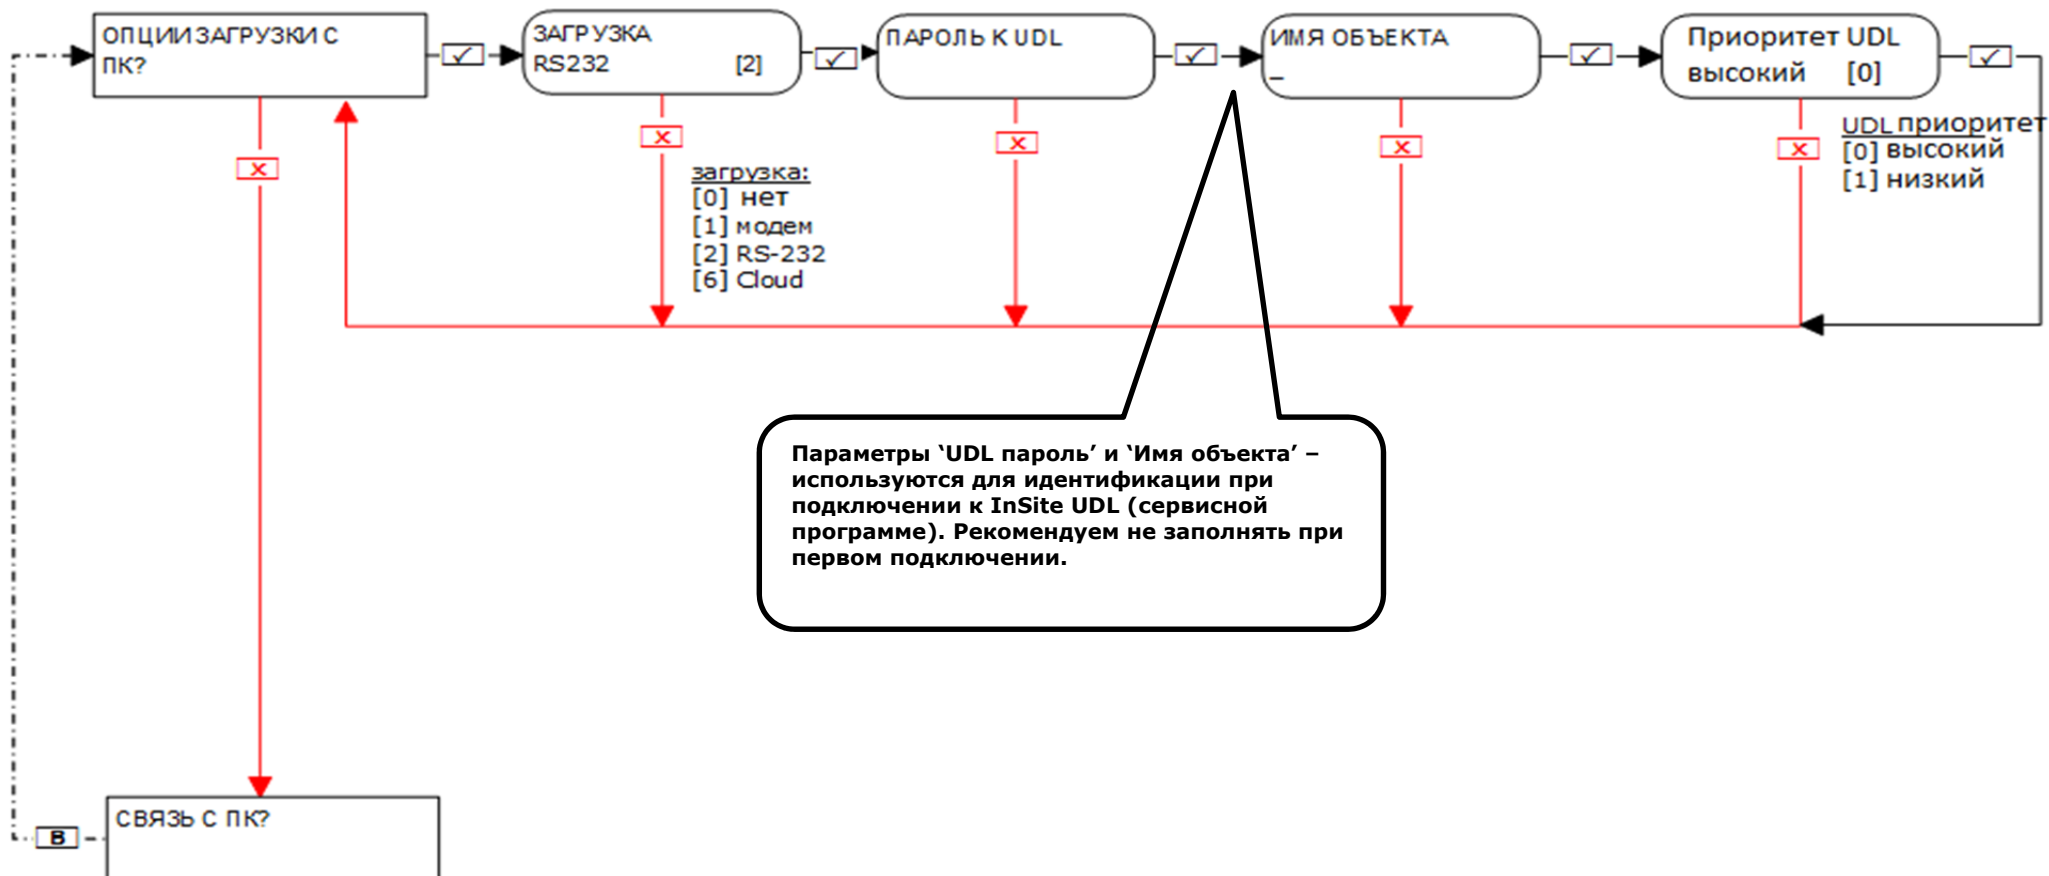 ОПЦИИ ЗАГРУЗКИ С
ПК?
ЗАГРУЗКА
RS232 [2]
ПАРОЛЬ К UDL
ИМЯ ОБЪЕКТА
_
Приоритет UDL
высокий [0]
x
x
x
x
x
загрузка:
[0] нет
[1] модем
[2] RS-232
[6] Cloud
UDL приоритет
[0] высокий
[1] низкий
Параметры ‘UDL пароль’ и ‘Имя объекта’ –
используются для идентификации при
подключении к InSite UDL (сервисной
программе). Рекомендуем не заполнять при
первом подключении.
СВЯЗЬ С ПК?
B